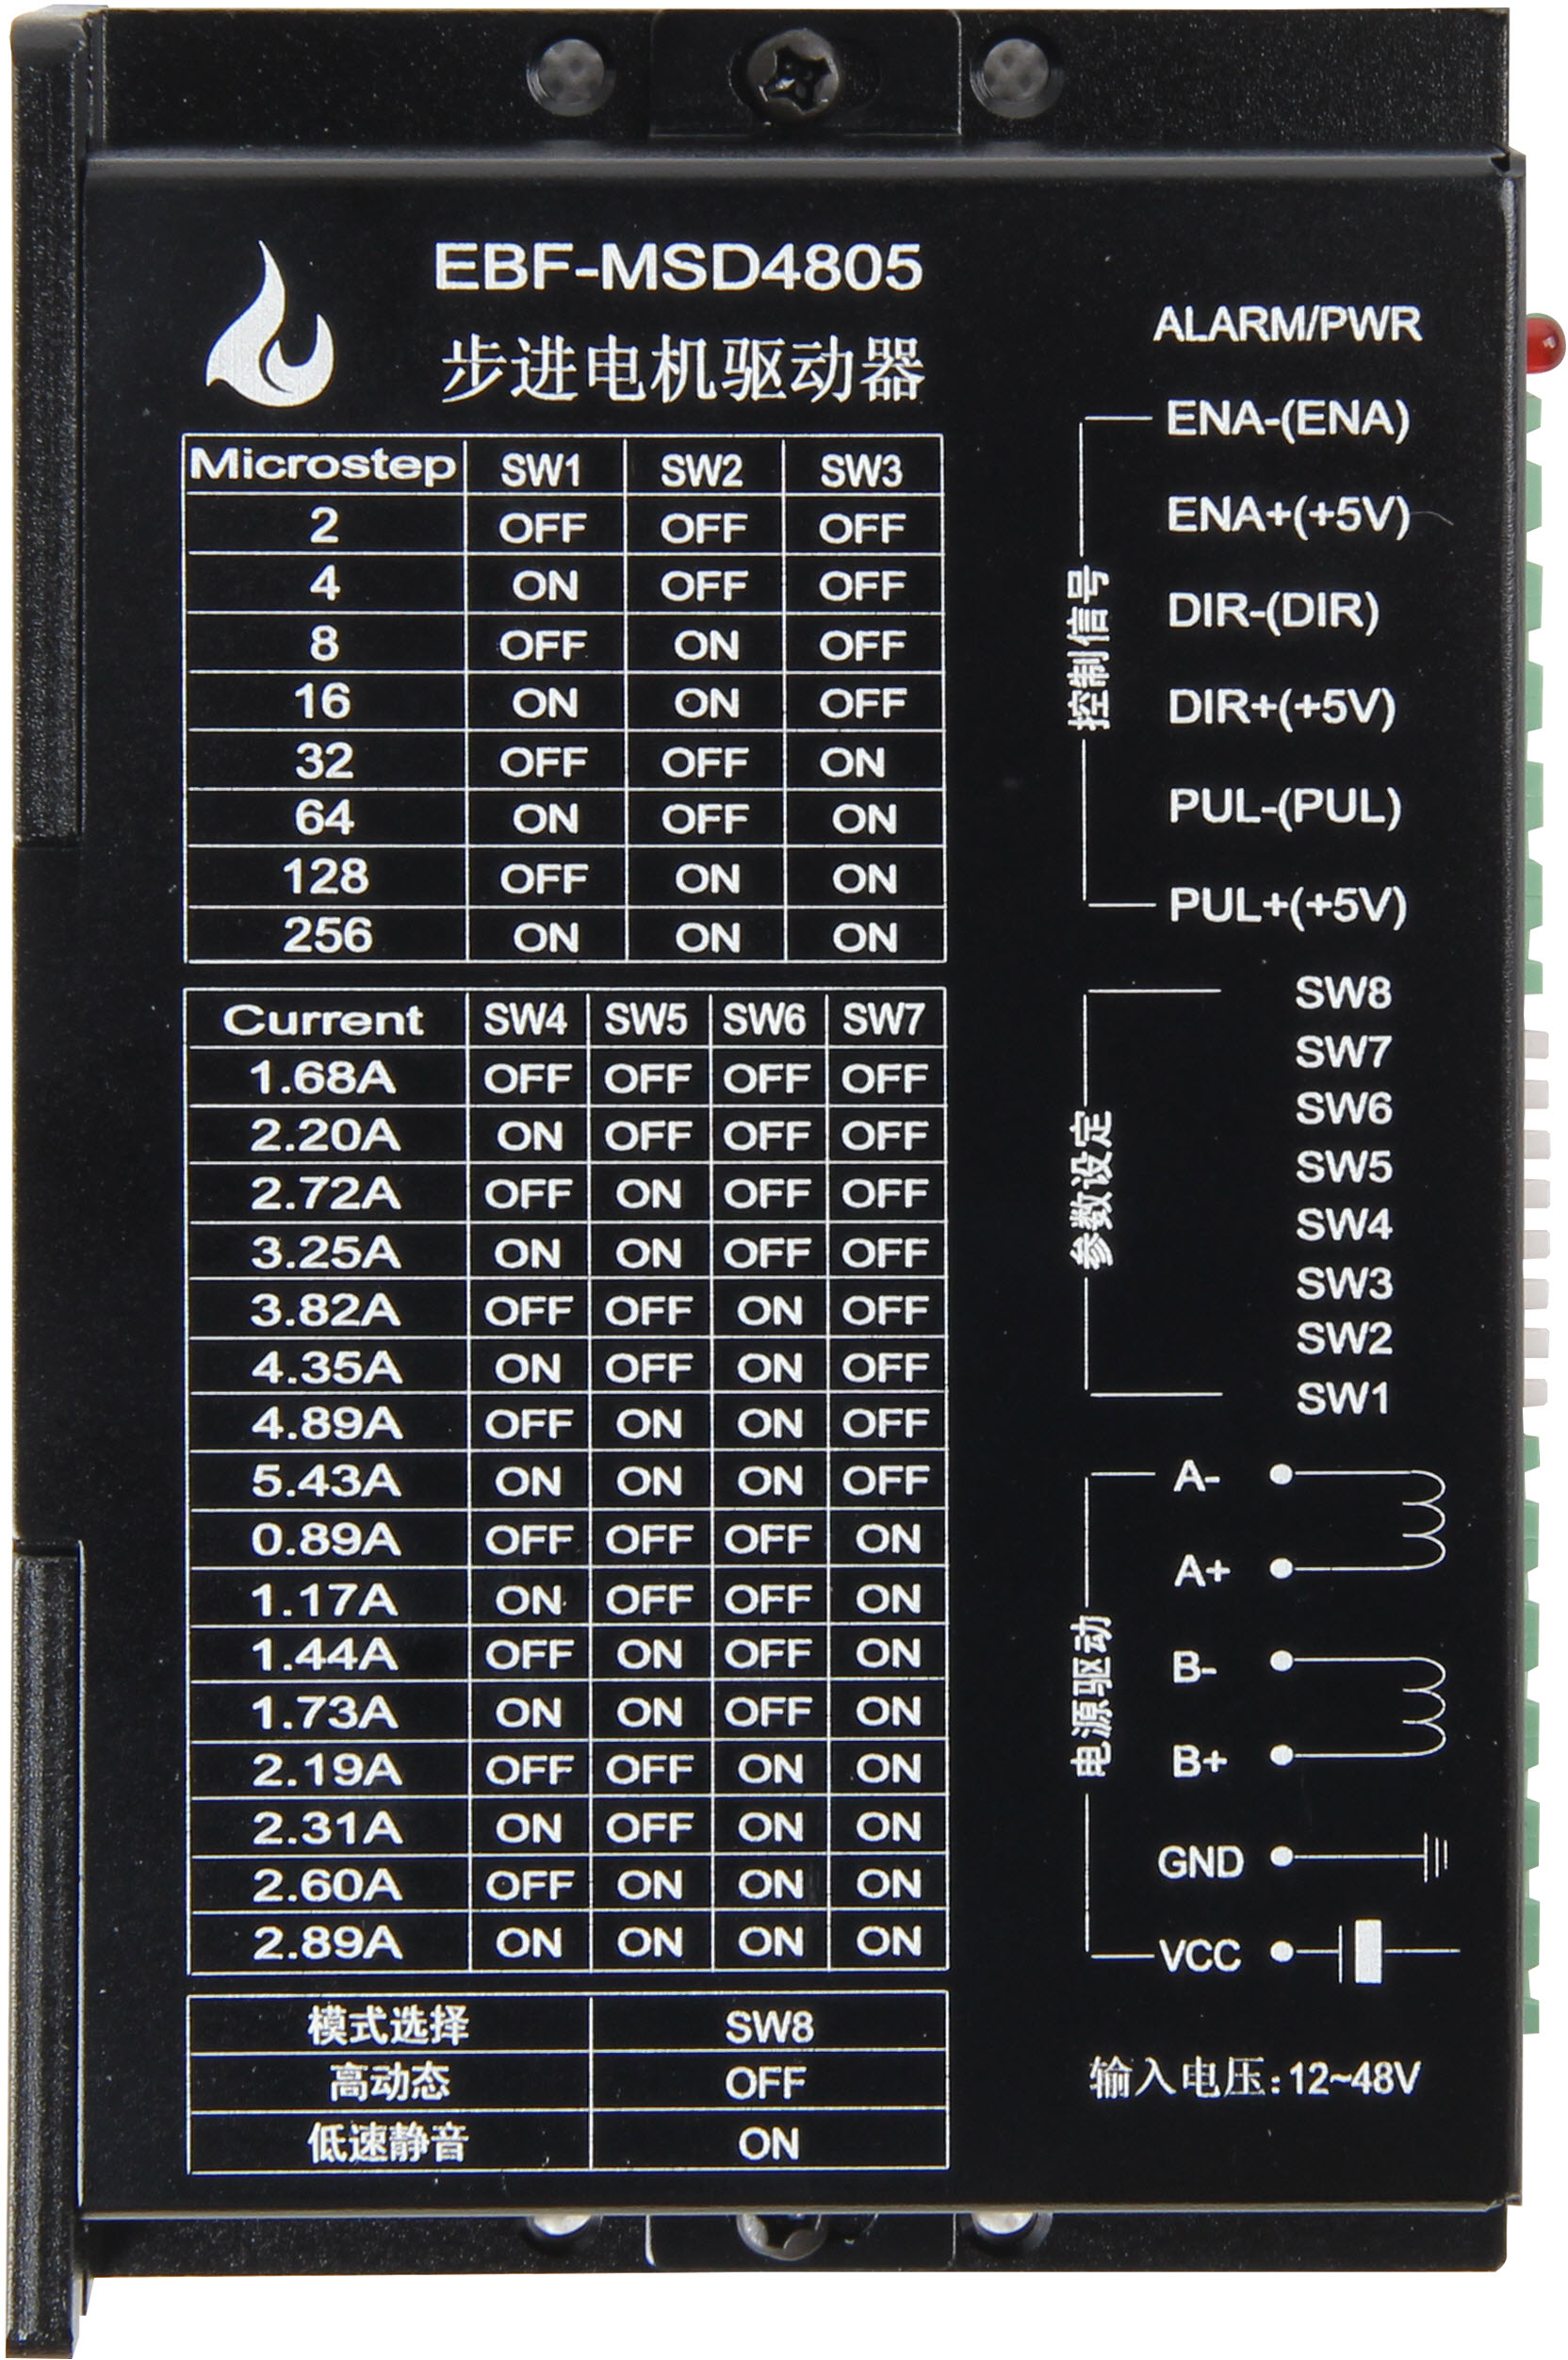 EBF-MSD4805
步进电机驱动器
Microstep SW1 SW2 SW3
2 OFF OFF OFF
4 ON OFF OFF
8 OFF ON OFF
16 ON ON OFF
32 OFF OFF ON
64 ON OFF ON
128 OFF ON ON
256 ON ON ON
Current SW4 SW5 SW6 SW7
1.68A OFF OFF OFF OFF
2.20A ON OFF OFF OFF
2.72A OFF ON OFF OFF
3.25A ON ON OFF OFF
3.82A OFF OFF ON OFF
4.35A ON OFF ON OFF
4.89A OFF ON ON OFF
5.43A ON ON ON OFF
0.89A OFF OFF OFF ON
1.17A ON OFF OFF ON
1.44A OFF ON OFF ON
1.73A ON ON OFF ON
2.19A OFF OFF ON ON
2.31A ON OFF ON ON
2.60A OFF ON ON ON
2.89A ON ON ON ON
模式选择 SW8
高动态 OFF
低速静音 ON
ALARM/PWR
控制信号
ENA-(ENA)
ENA+(+5V)
DIR-(DIR)
DIR+(+5V)
PUL-(PUL)
PUL+(+5V)
参数设定
SW8
SW7
SW6
SW5
SW4
SW3
SW2
SW1
电源驱动
A-
A+
B-
B+
GND
VCC
输入电压:12~48V